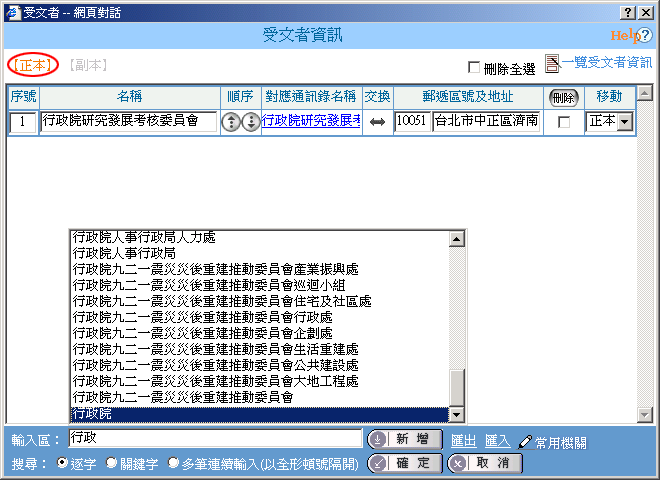 受文者 -- 網頁對話
受文者資訊
Help
【正本】 【副本】 刪除全選 一覽受文者資訊
序號 名稱 順序 對應通訊錄名稱 交換 郵遞區號及地址 刪除 移動
1 行政院研究發展考核委員會 行政院研究發展考 10051 台北市中正區濟南 正本
行政院人事行政局人力處
行政院人事行政局
行政院九二一震災災後重建推動委員會產業振興處
行政院九二一震災災後重建推動委員會巡迴小組
行政院九二一震災災後重建推動委員會住宅及社區處
行政院九二一震災災後重建推動委員會行政處
行政院九二一震災災後重建推動委員會企劃處
行政院九二一震災災後重建推動委員會生活重建處
行政院九二一震災災後重建推動委員會公共建設處
行政院九二一震災災後重建推動委員會大地工程處
行政院九二一震災災後重建推動委員會
行政院
輸入區： 行政 新 增 匯出 匯入 常用機關
搜尋： 逐字 關鍵字 多筆連續輸入(以全形頓號隔開) 確 定 取 消